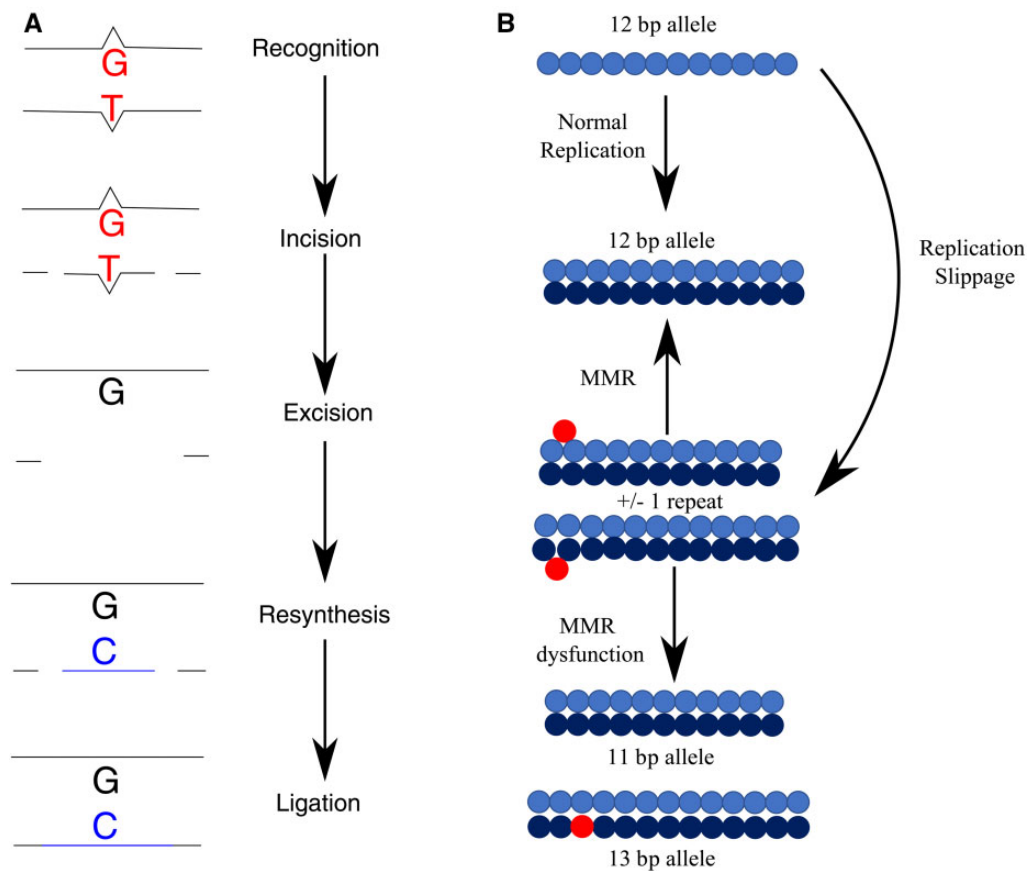 A
G
T
Recognition
G
T
Incision
G
Excision
G
C
Resynthesis
G
C
Ligation
B
12 bp allele
Normal
Replication
12 bp allele
Replication
Slippage
MMR
+/- 1 repeat
MMR
dysfunction
11 bp allele
13 bp allele